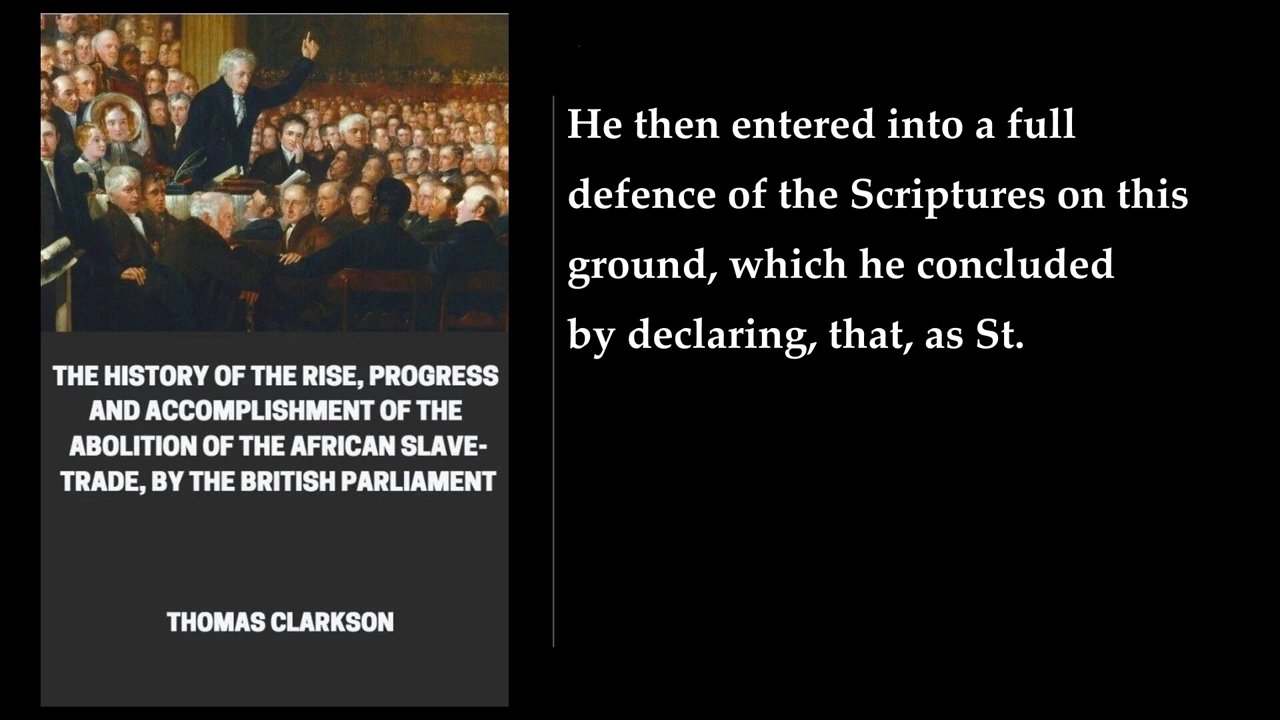 THE HISTORY OF THE RISE, PROGRESS
AND ACCOMPLISHMENT OF THE
ABOLITION OF THE AFRICAN SLAVE-
TRADE, BY THE BRITISH PARLIAMENT
THOMAS CLARKSON
He then entered into a full
defence of the Scriptures on this
ground, which he concluded
by declaring, that, as St.